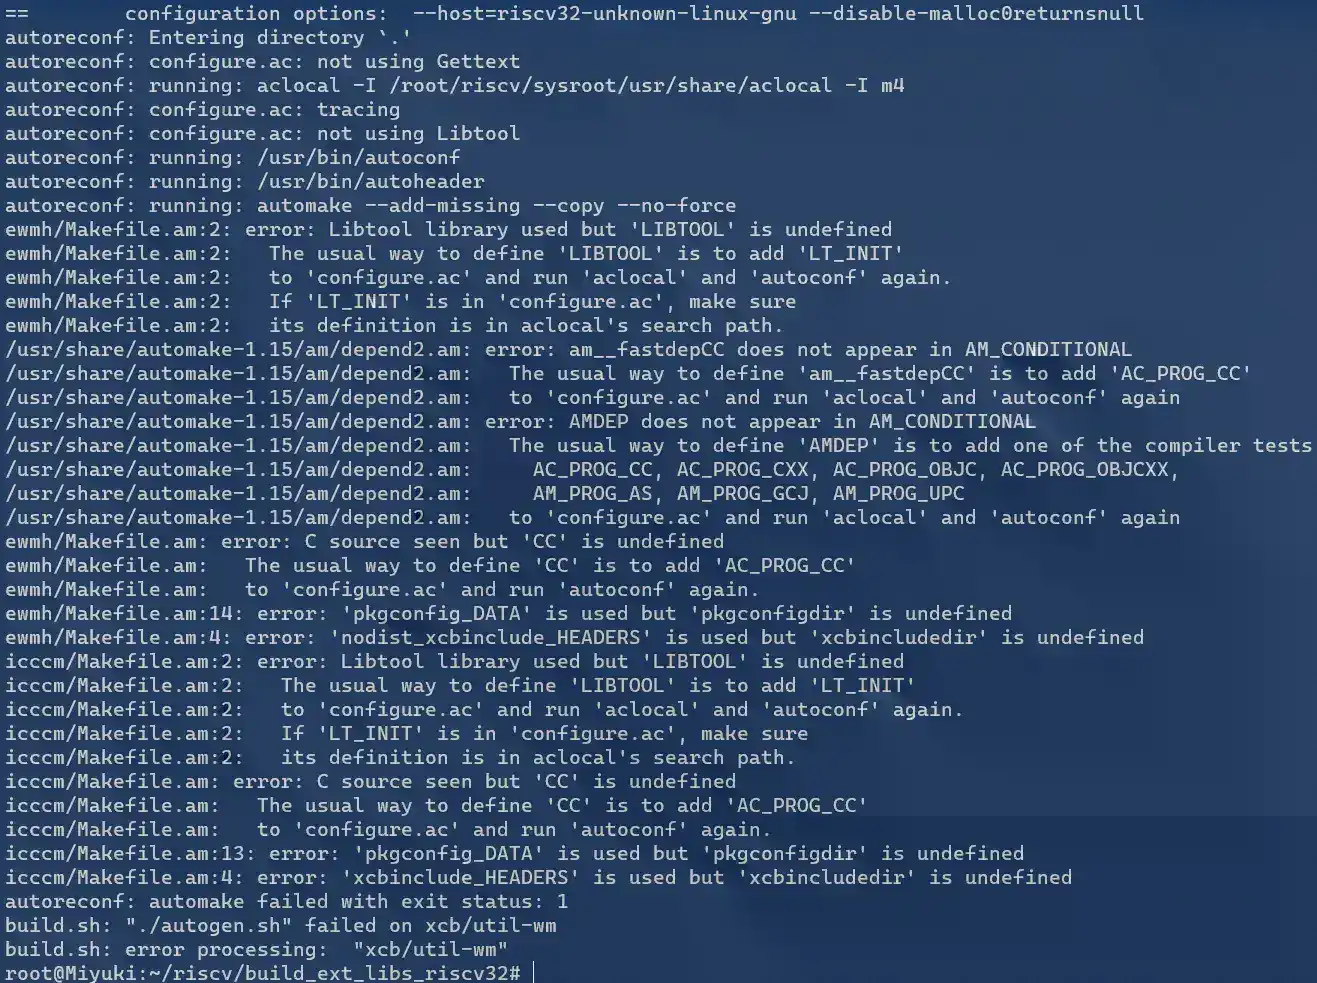 ==        configuration options:  --host=riscv32-unknown-linux-gnu --disable-malloc0returnsnull
autoreconf: Entering directory `.'
autoreconf: configure.ac: not using Gettext
autoreconf: running: aclocal -I /root/riscv/sysroot/usr/share/aclocal -I m4
autoreconf: configure.ac: tracing
autoreconf: configure.ac: not using Libtool
autoreconf: running: /usr/bin/autoconf
autoreconf: running: /usr/bin/autoheader
autoreconf: running: automake --add-missing --copy --no-force
ewmh/Makefile.am:2: error: Libtool library used but 'LIBTOOL' is undefined
ewmh/Makefile.am:2:   The usual way to define 'LIBTOOL' is to add 'LT_INIT'
ewmh/Makefile.am:2:   to 'configure.ac' and run 'aclocal' and 'autoconf' again.
ewmh/Makefile.am:2:   If 'LT_INIT' is in 'configure.ac', make sure
ewmh/Makefile.am:2:   its definition is in aclocal's search path.
/usr/share/automake-1.15/am/depend2.am: error: am__fastdepCC does not appear in AM_CONDITIONAL
/usr/share/automake-1.15/am/depend2.am:   The usual way to define 'am__fastdepCC' is to add 'AC_PROG_CC'
/usr/share/automake-1.15/am/depend2.am:   to 'configure.ac' and run 'aclocal' and 'autoconf' again
/usr/share/automake-1.15/am/depend2.am: error: AMDEP does not appear in AM_CONDITIONAL
/usr/share/automake-1.15/am/depend2.am:   The usual way to define 'AMDEP' is to add one of the compiler tests
/usr/share/automake-1.15/am/depend2.am:     AC_PROG_CC, AC_PROG_CXX, AC_PROG_OBJC, AC_PROG_OBJCXX,
/usr/share/automake-1.15/am/depend2.am:     AM_PROG_AS, AM_PROG_GCJ, AM_PROG_UPC
/usr/share/automake-1.15/am/depend2.am:   to 'configure.ac' and run 'aclocal' and 'autoconf' again
ewmh/Makefile.am: error: C source seen but 'CC' is undefined
ewmh/Makefile.am:   The usual way to define 'CC' is to add 'AC_PROG_CC'
ewmh/Makefile.am:   to 'configure.ac' and run 'autoconf' again.
ewmh/Makefile.am:14: error: 'pkgconfig_DATA' is used but 'pkgconfigdir' is undefined
ewmh/Makefile.am:4: error: 'nodist_xcbinclude_HEADERS' is used but 'xcbincludedir' is undefined
icccm/Makefile.am:2: error: Libtool library used but 'LIBTOOL' is undefined
icccm/Makefile.am:2:   The usual way to define 'LIBTOOL' is to add 'LT_INIT'
icccm/Makefile.am:2:   to 'configure.ac' and run 'aclocal' and 'autoconf' again.
icccm/Makefile.am:2:   If 'LT_INIT' is in 'configure.ac', make sure
icccm/Makefile.am:2:   its definition is in aclocal's search path.
icccm/Makefile.am: error: C source seen but 'CC' is undefined
icccm/Makefile.am:   The usual way to define 'CC' is to add 'AC_PROG_CC'
icccm/Makefile.am:   to 'configure.ac' and run 'autoconf' again.
icccm/Makefile.am:13: error: 'pkgconfig_DATA' is used but 'pkgconfigdir' is undefined
icccm/Makefile.am:4: error: 'xcbinclude_HEADERS' is used but 'xcbincludedir' is undefined
autoreconf: automake failed with exit status: 1
build.sh: "./autogen.sh" failed on xcb/util-wm
build.sh: error processing:  "xcb/util-wm"
root@Miyuki:~/riscv/build_ext_libs_riscv32#